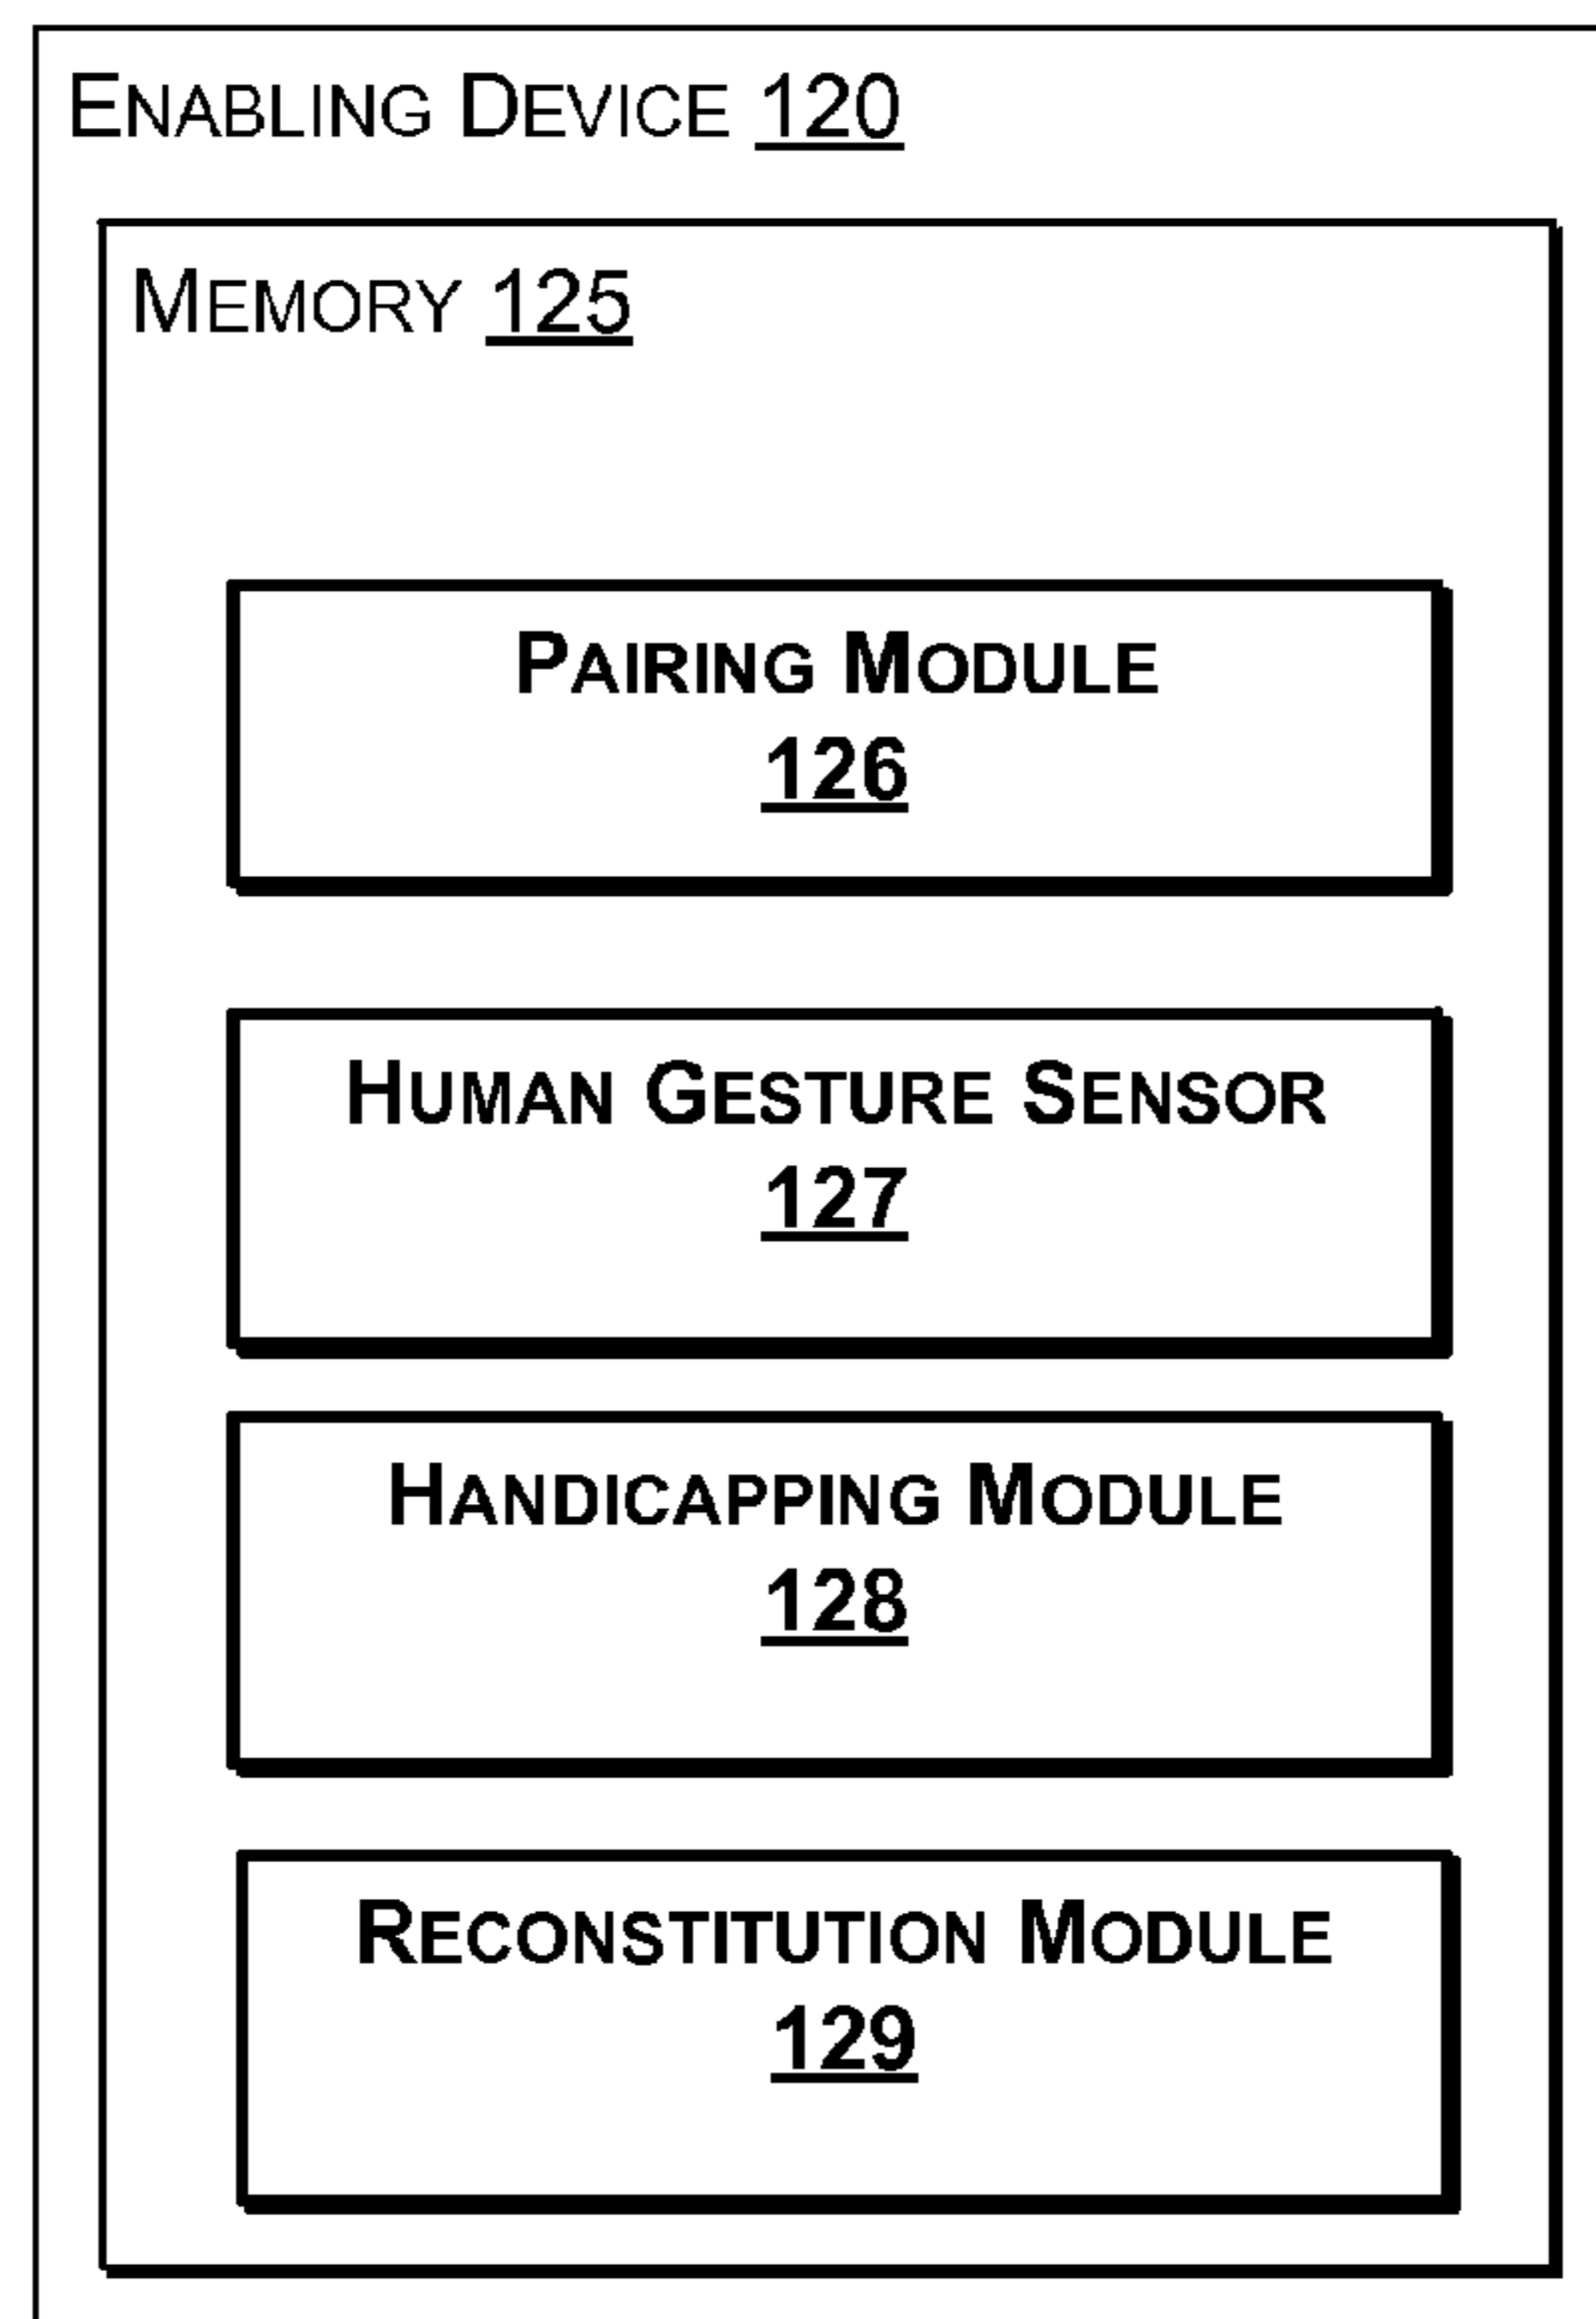 ENABLING DEVICE 120
MEMORY 125
PAIRING MODULE
126
HUMAN GESTURE SENSOR
127
HANDICAPPING MODULE
128
RECONSTITUTION MODULE
129